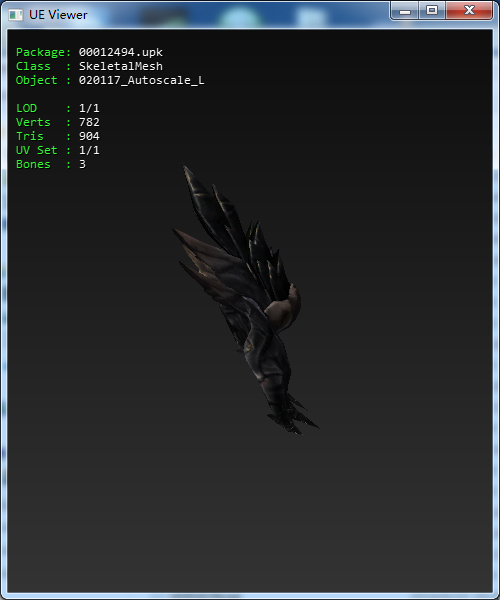 UE Viewer
Package: 00012494.upk
Class : SkeletalMesh
Object : 020117_Autoscale_L
LOD : 1/1
Verts : 782
Tris : 904
UV Set : 1/1
Bones : 3